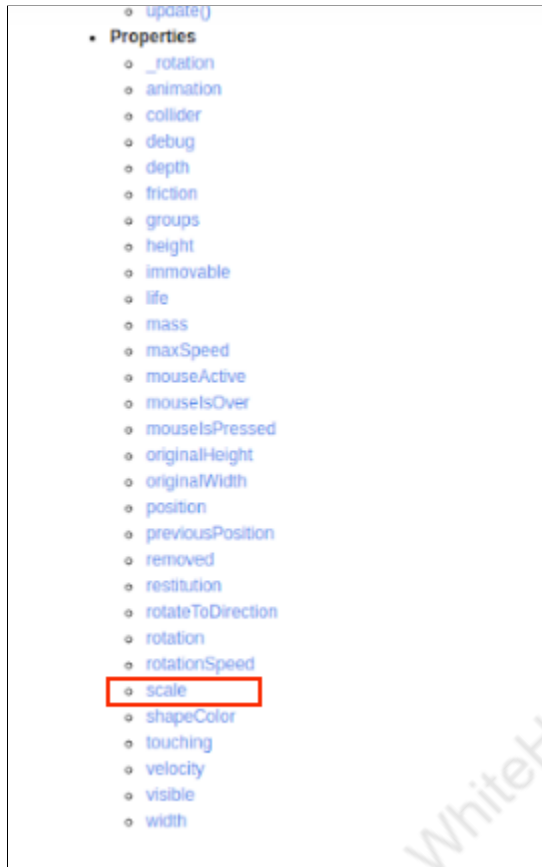 update()
Properties
_rotation
animation
collider
debug
depth
friction
groups
height
immovable
life
mass
maxSpeed
mouseActive
mouseIsOver
mouseIsPressed
originalHeight
originalWidth
position
previousPosition
removed
restitution
rotateToDirection
rotation
rotationSpeed
scale
shapeColor
touching
velocity
visible
width